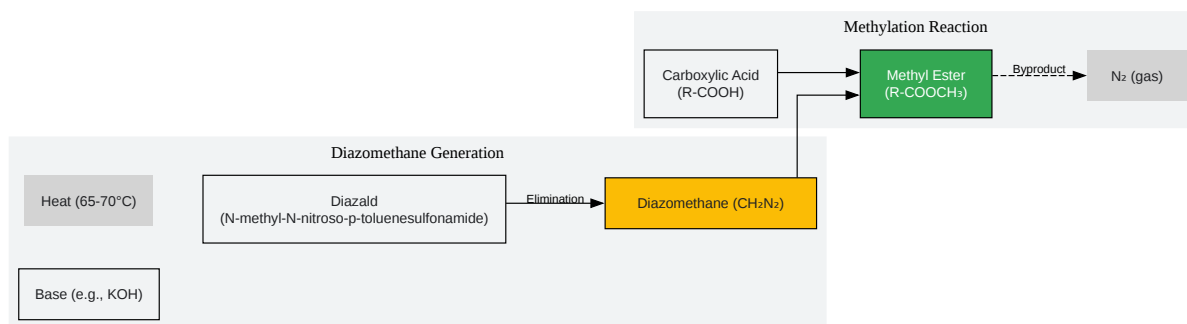 Methylation Reaction
Carboxylic Acid
(R-COOH)
Methyl Ester
(R-COOCH₃)
Byproduct
N₂ (gas)
Diazomethane Generation
Heat (65-70°C)
Diazald
(N-methyl-N-nitroso-p-toluenesulfonamide)
Elimination
Diazomethane (CH₂N₂)
Base (e.g., KOH)